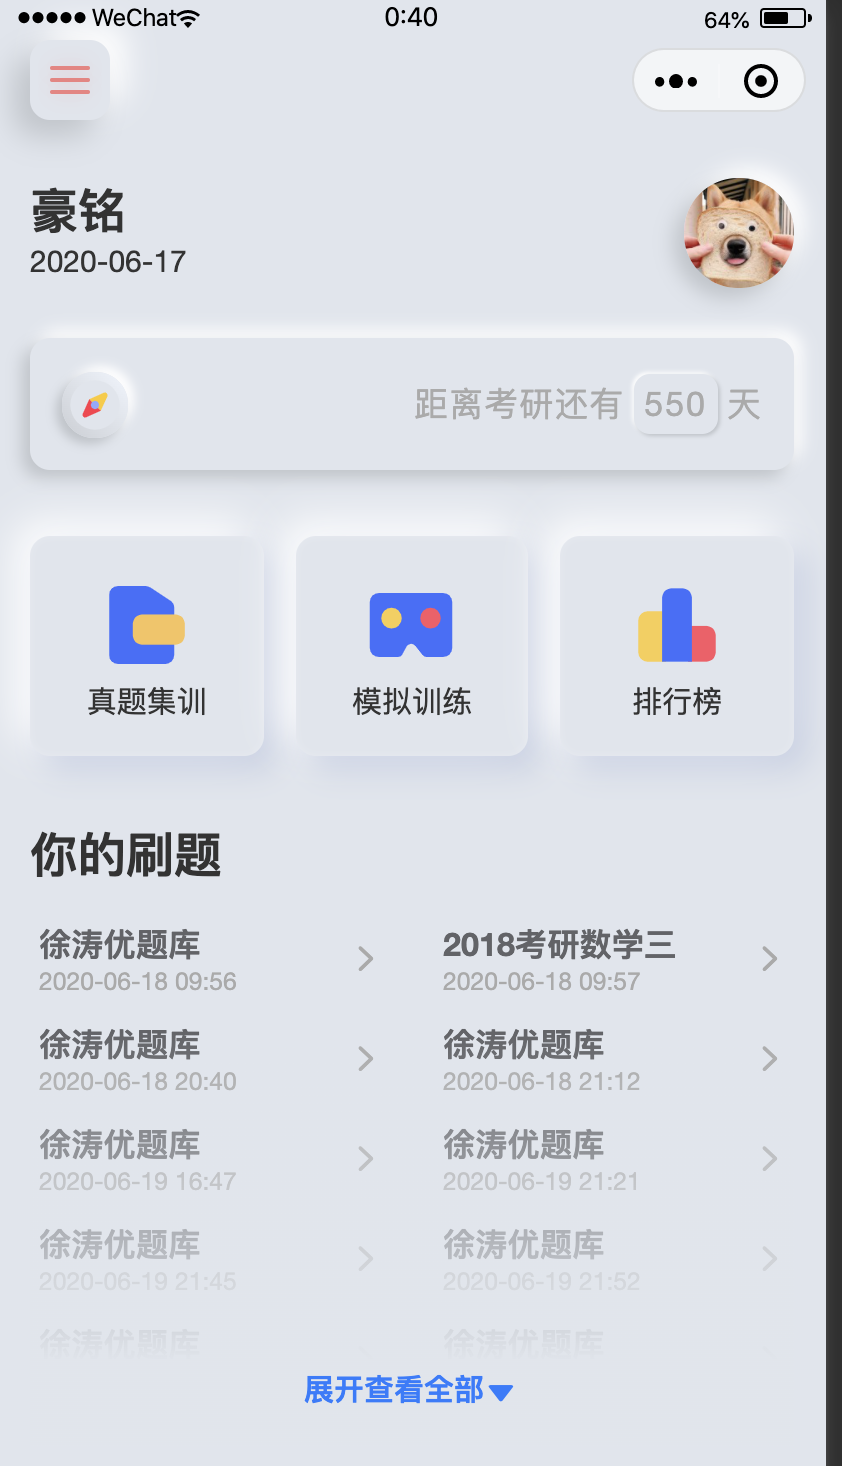 WeChat 0:40 64%
豪铭
2020-06-17
距离考研还有 550 天
真题集训 模拟训练 排行榜
你的刷题
徐涛优题库 2018考研数学三
2020-06-18 09:56 2020-06-18 09:57
徐涛优题库 徐涛优题库
2020-06-18 20:40 2020-06-18 21:12
徐涛优题库 徐涛优题库
2020-06-19 16:47 2020-06-19 21:21
徐涛优题库 徐涛优题库
2020-06-19 21:45 2020-06-19 21:52
徐涛优题库 徐涛优题库
展开查看全部